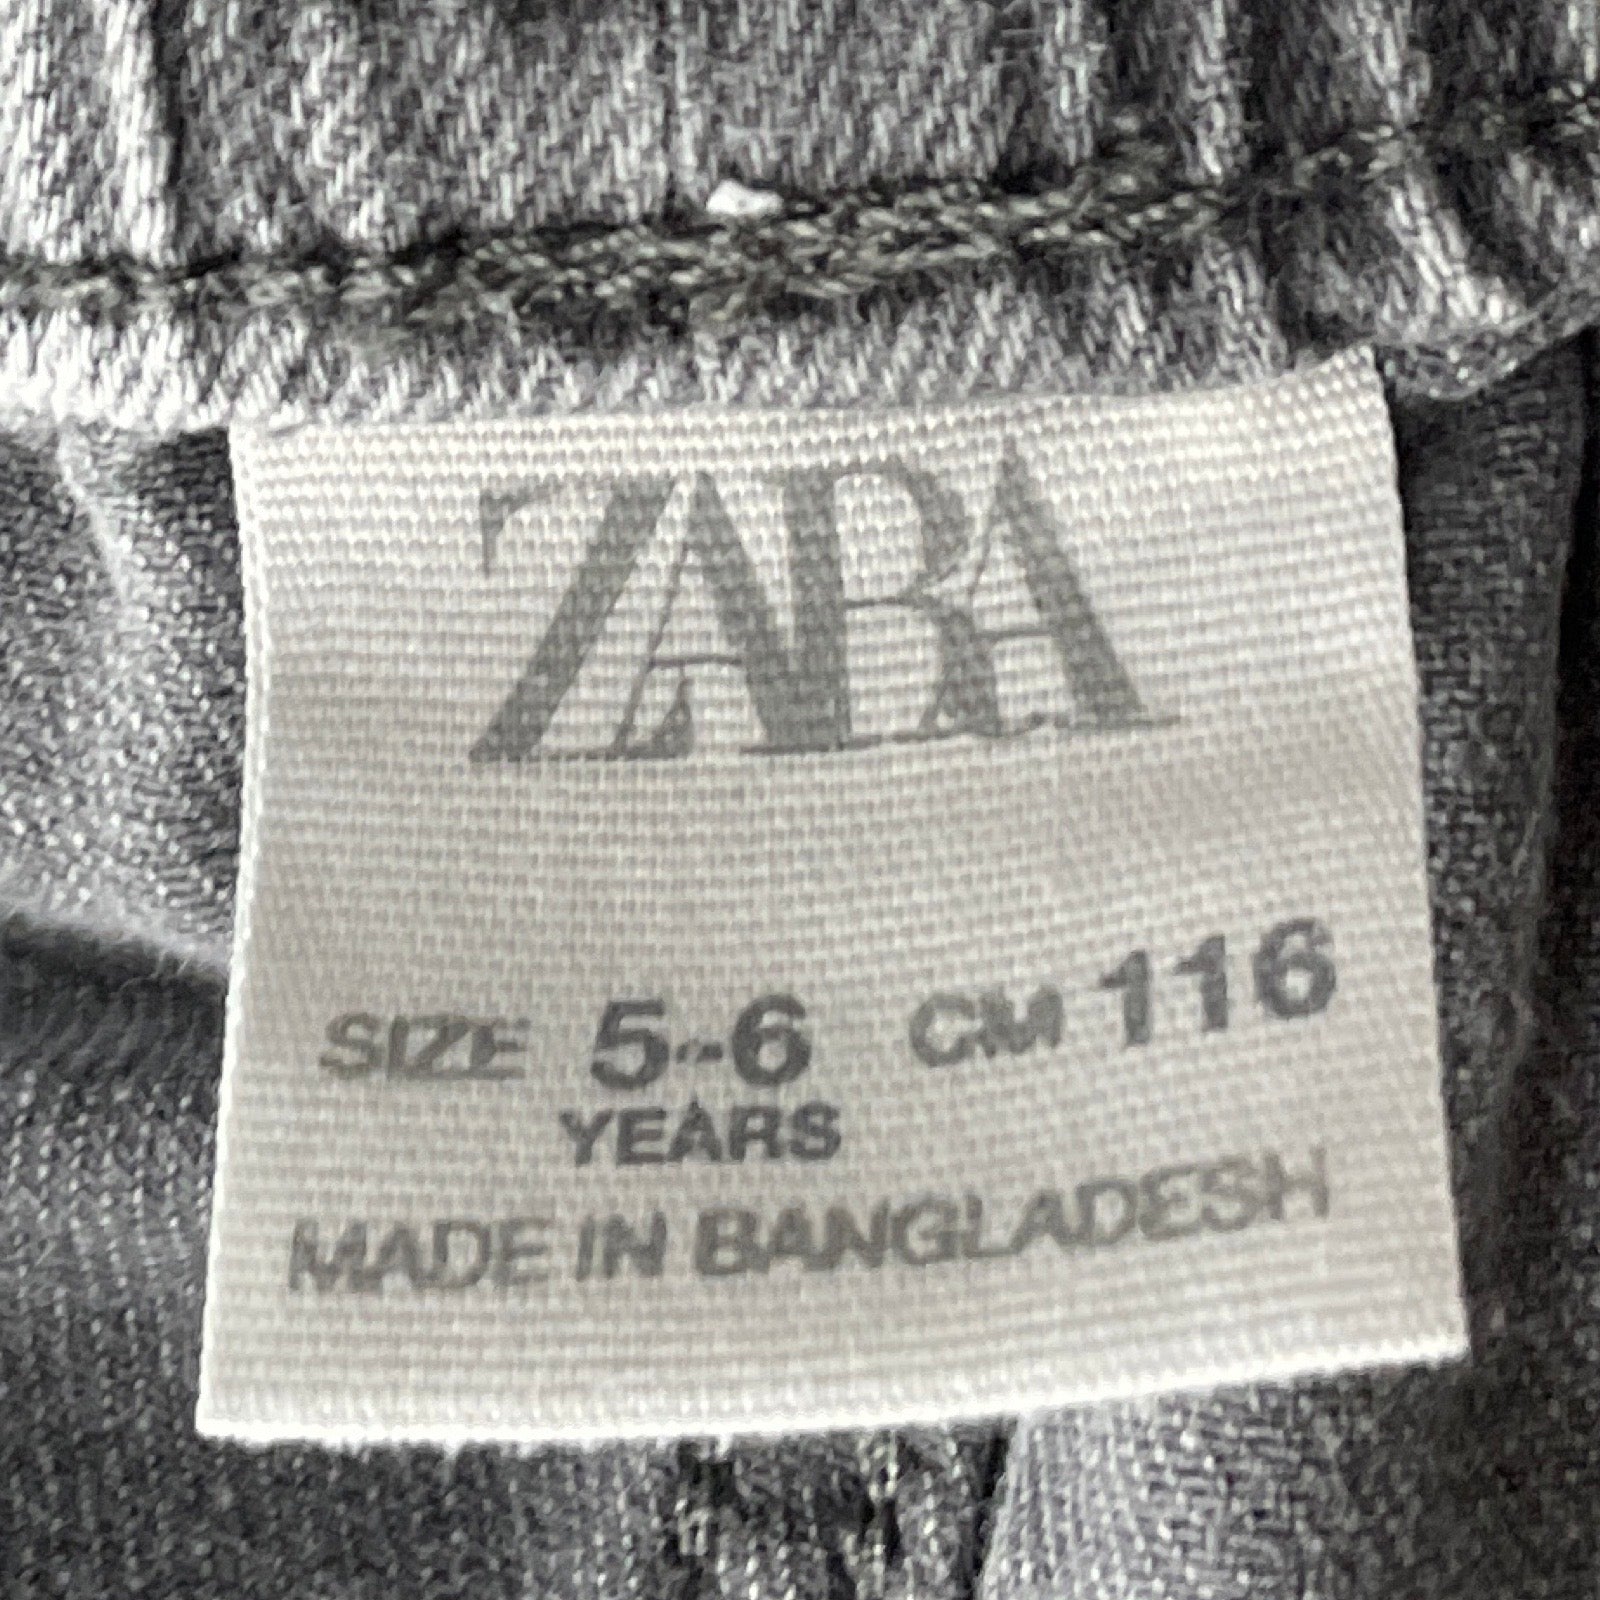 ZARA
SIZE 5-6 CM 116
YEARS
MADE IN BANGLADESH